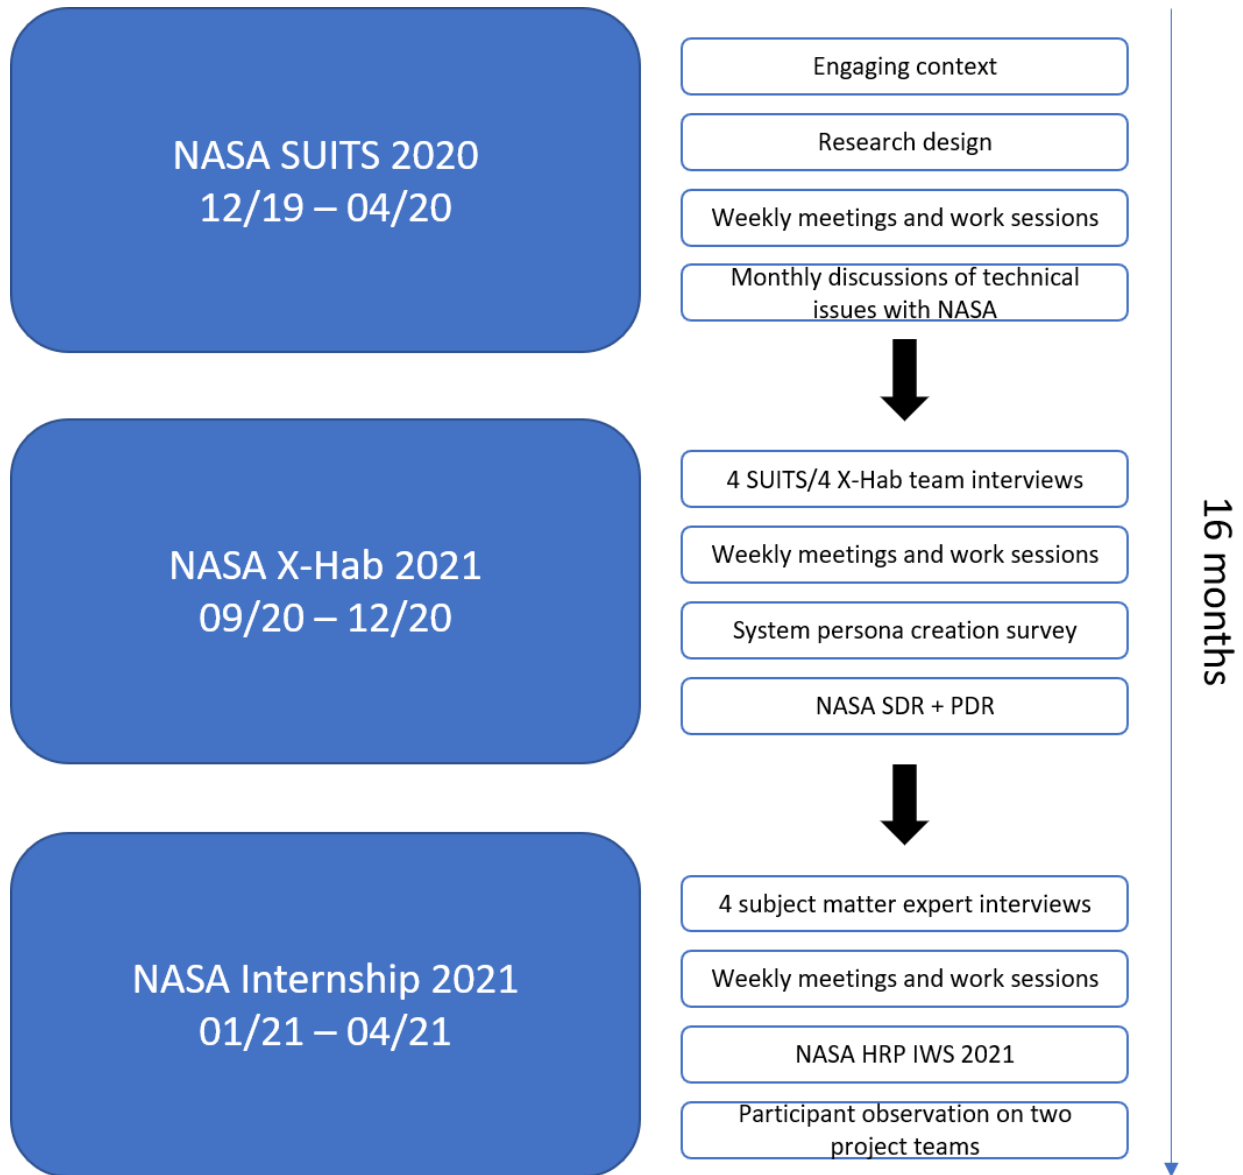 NASA SUITS 2020
12/19 – 04/20
Engaging context
Research design
Weekly meetings and work sessions
Monthly discussions of technical
issues with NASA
NASA X-Hab 2021
09/20 – 12/20
4 SUITS/4 X-Hab team interviews
Weekly meetings and work sessions
System persona creation survey
NASA SDR + PDR
NASA Internship 2021
01/21 – 04/21
4 subject matter expert interviews
Weekly meetings and work sessions
NASA HRP IWS 2021
Participant observation on two
project teams
16 months